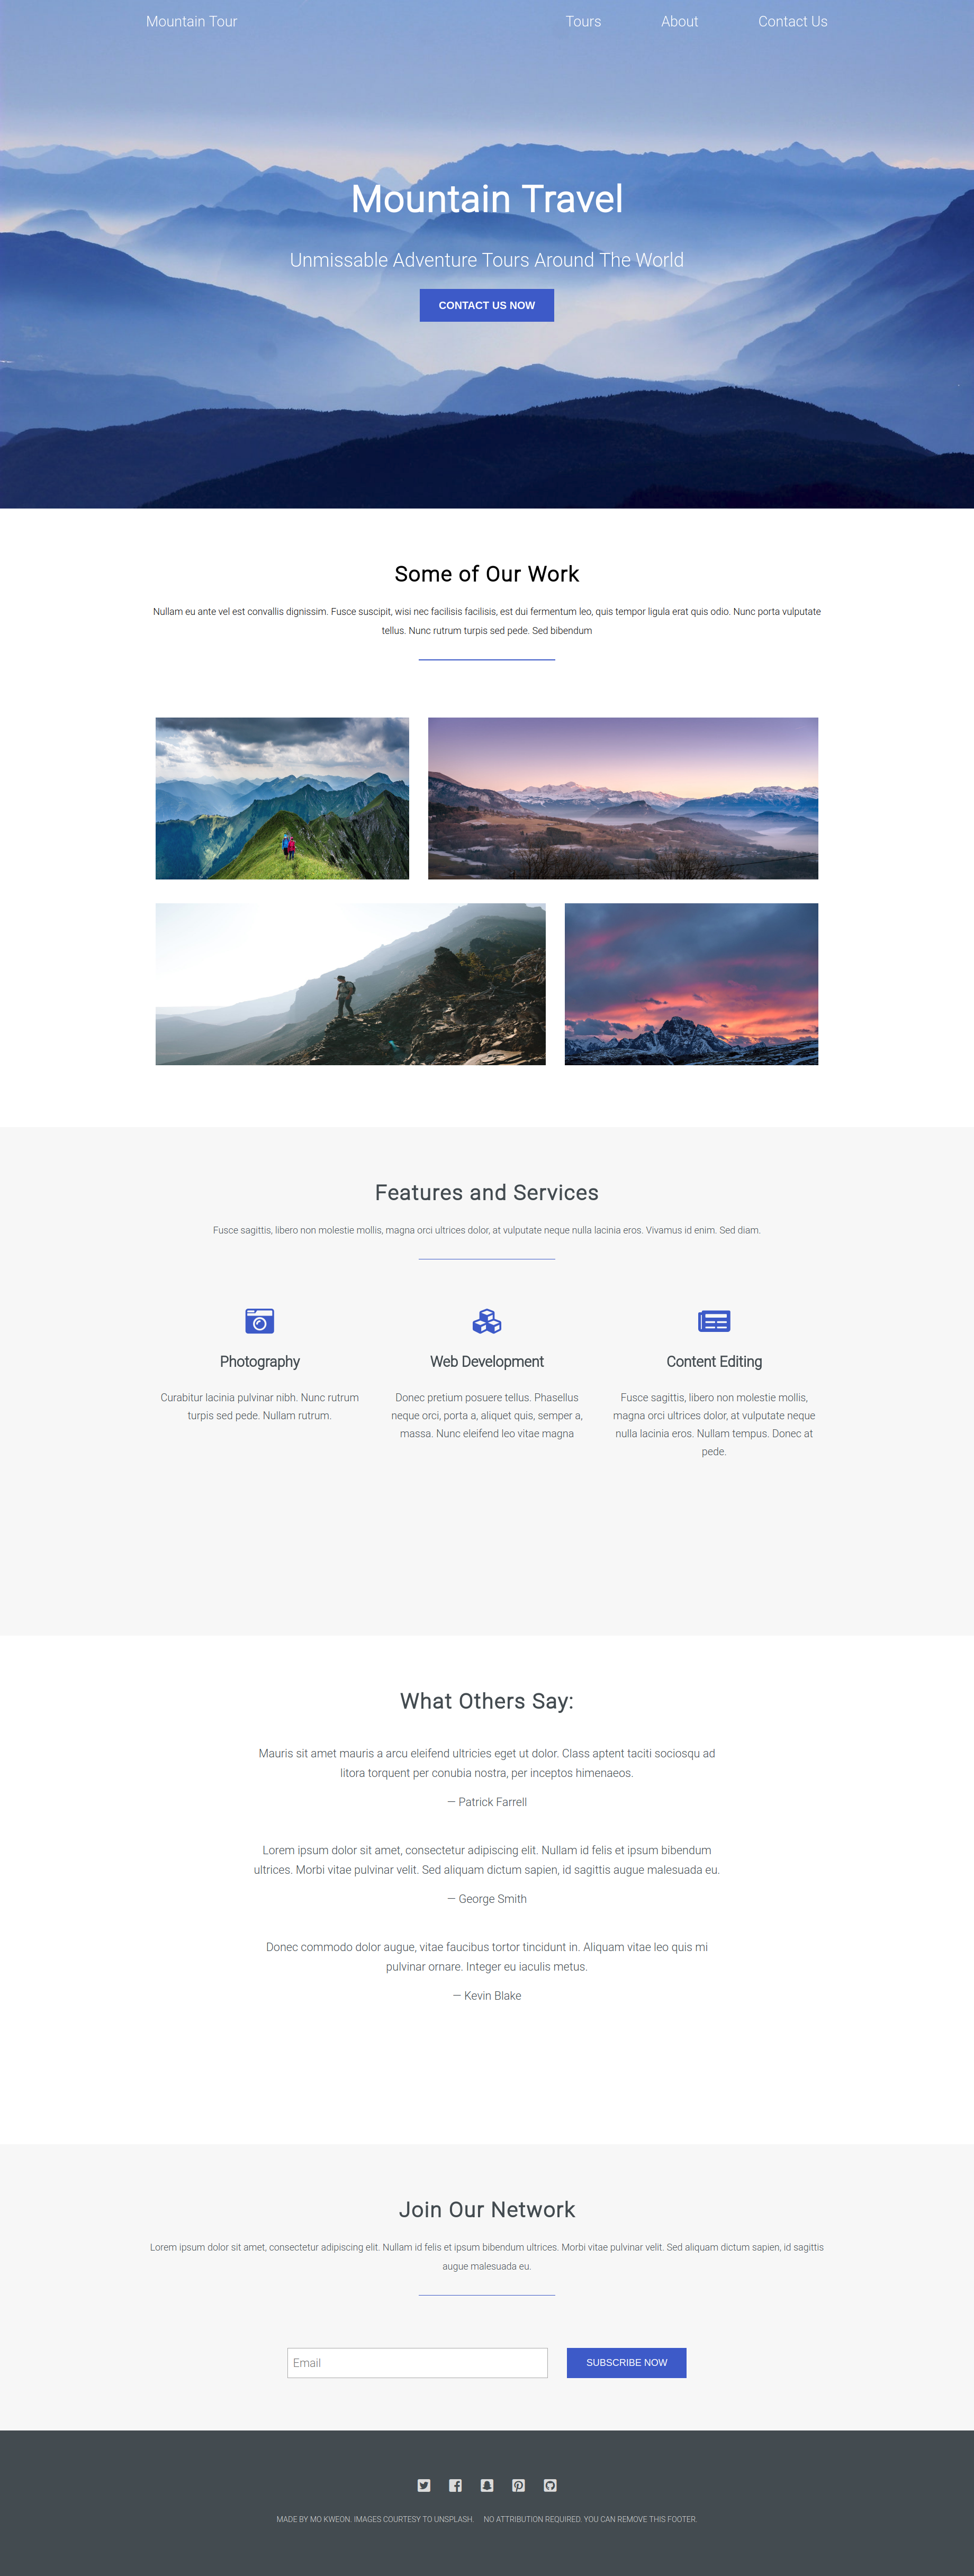 Mountain Tour
Tours
About
Contact Us
Mountain Travel
Unmissable Adventure Tours Around The World
CONTACT US NOW
Some of Our Work
Nullam eu ante vel est convallis dignissim. Fusce suscipit, wisi nec facilisis facilisis, est dui fermentum leo, quis tempor ligula erat quis odio. Nunc porta vulputate
tellus. Nunc rutrum turpis sed pede. Sed bibendum
Features and Services
Fusce sagittis, libero non molestie mollis, magna orci ultrices dolor, at vulputate neque nulla lacinia eros. Vivamus id enim. Sed diam.
Photography
Curabitur lacinia pulvinar nibh. Nunc rutrum
turpis sed pede. Nullam rutrum.
Web Development
Donec pretium posuere tellus. Phasellus
neque orci, porta a, aliquet quis, semper a,
massa. Nunc eleifend leo vitae magna
Content Editing
Fusce sagittis, libero non molestie mollis,
magna orci ultrices dolor, at vulputate neque
nulla lacinia eros. Nullam tempus. Donec at
pede.
What Others Say:
Mauris sit amet mauris a arcu eleifend ultricies eget ut dolor. Class aptent taciti sociosqu ad
litora torquent per conubia nostra, per inceptos himenaeos.
— Patrick Farrell
Lorem ipsum dolor sit amet, consectetur adipiscing elit. Nullam id felis et ipsum bibendum
ultrices. Morbi vitae pulvinar velit. Sed aliquam dictum sapien, id sagittis augue malesuada eu.
— George Smith
Donec commodo dolor augue, vitae faucibus tortor tincidunt in. Aliquam vitae leo quis mi
pulvinar ornare. Integer eu iaculis metus.
— Kevin Blake
Join Our Network
Lorem ipsum dolor sit amet, consectetur adipiscing elit. Nullam id felis et ipsum bibendum ultrices. Morbi vitae pulvinar velit. Sed aliquam dictum sapien, id sagittis
augue malesuada eu.
Email
SUBSCRIBE NOW
MADE BY MO KWEON. IMAGES COURTESY TO UNSPLASH. NO ATTRIBUTION REQUIRED. YOU CAN REMOVE THIS FOOTER.